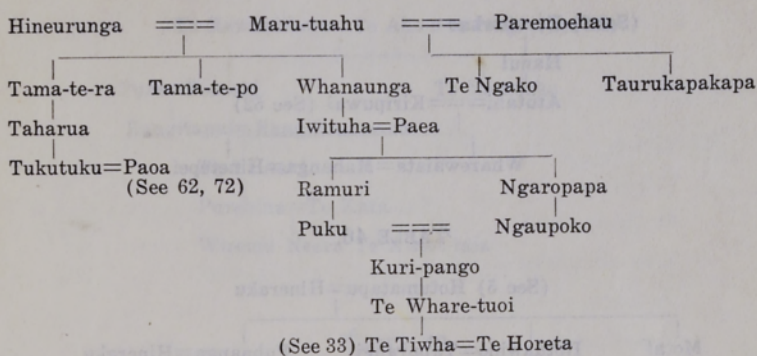 Hineurunga === Maru-tuahu === Paremoehau
Tama-te-ra Tama-te-po Whanaunga Te Ngako Taurukapakapa
Taharua Iwituha=Paea
Tukutuku=Paoa
(See 62, 72) Ramuri Ngaropapa
Puku === Ngaupoko
Kuri-pango
Te Whare-tuoi
(See 33) Te Tiwha=Te Horeta